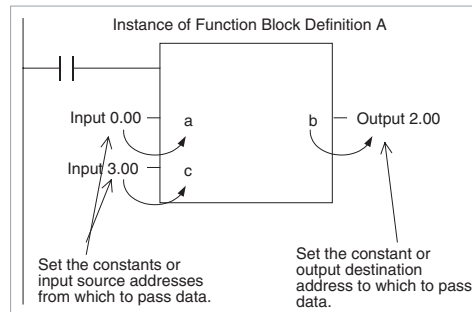 Instance of Function Block Definition A
Input 0.00
a
b
Output 2.00
Input 3.00
c
Set the constants or
input source addresses
from which to pass data.
Set the constant or
output destination
address to which to pass
data.